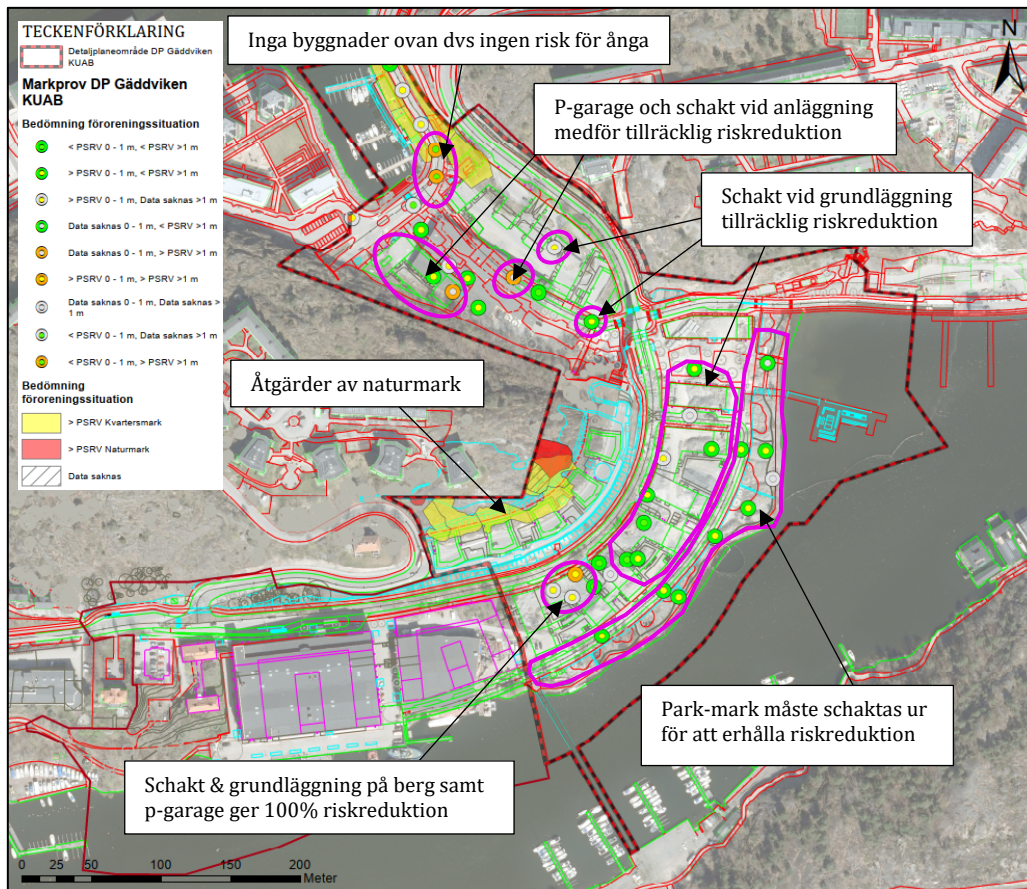 TECKENFÖRKLARING
Detaljplaneområde DP Gäddviken
KUAB
Markprov DP Gäddviken
KUAB
Bedömning föroreningssituation
< PSRV 0 - 1 m, < PSRV >1 m
> PSRV 0 - 1 m, < PSRV >1 m
> PSRV 0 - 1 m, Data saknas >1 m
Data saknas 0 - 1 m, < PSRV >1 m
Data saknas 0 - 1 m, > PSRV >1 m
> PSRV 0 - 1 m, > PSRV >1 m
Data saknas 0 - 1 m, Data saknas >
1 m
< PSRV 0 - 1 m, Data saknas >1 m
< PSRV 0 - 1 m, > PSRV >1 m
Bedömning
föroreningssituation
> PSRV Kvartersmark
> PSRV Naturmark
Data saknas
Inga byggnader ovan dvs ingen risk för ånga
N
P-garage och schakt vid anläggning
medför tillräcklig riskreduktion
Schakt vid grundläggning
tillräcklig riskreduktion
Åtgärder av naturmark
Park-mark måste schaktas ur
för att erhålla riskreduktion
Schakt & grundläggning på berg samt
p-garage ger 100% riskreduktion
0 25 50 100 150 200
Meter